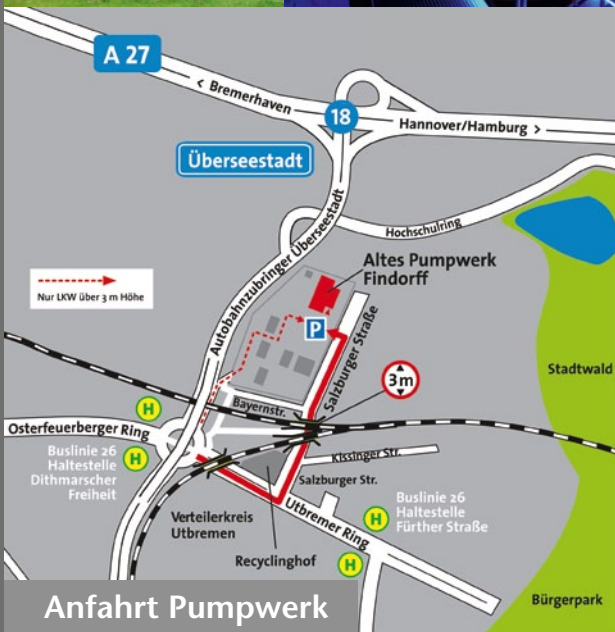 A 27
< Bremerhaven
18
Hannover/Hamburg >
Überseestadt
Hochschulring
Autobahnzubringer Überseestadt
Altes Pumpwerk
Findorff
Nur LKW über 3 m Höhe
P
Salzburger Straße
Stadtwald
3 m
Bayernstr.
H
Osterfeuerberger Ring
H
Buslinie 26
Haltestelle
Dithmarscher
Freiheit
Kissinger Str.
Salzburger Str.
Buslinie 26
Haltestelle
Fürther Straße
H
Utbremer Ring
Verteilerkreis
Utbremen
Recyclinghof
H
Bürgerpark
Anfahrt Pumpwerk